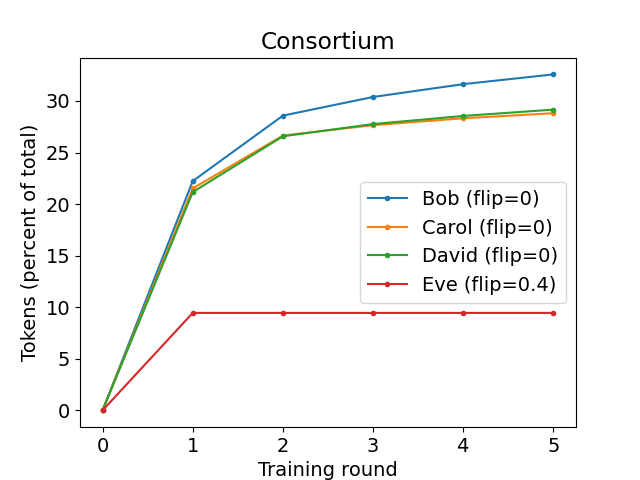 Consortium
Tokens (percent of total)
30
25
20
15
10
5
0
Bob (flip=0)
Carol (flip=0)
David (flip=0)
Eve (flip=0.4)
0 1 2 3 4 5
Training round